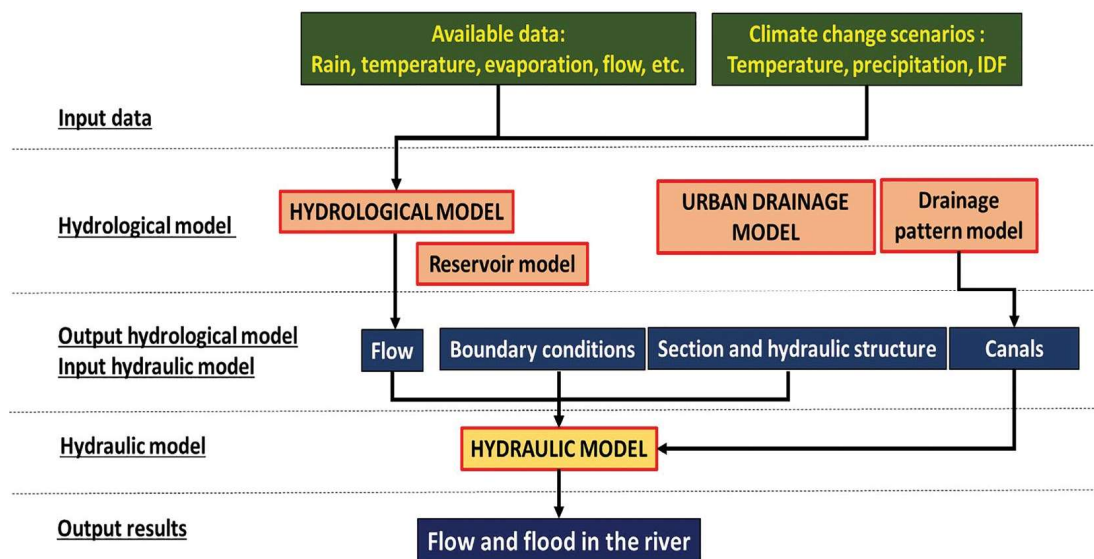 Available data:
Rain, temperature, evaporation, flow, etc.
Climate change scenarios :
Temperature, precipitation, IDF
Input data
Hydrological model
HYDROLOGICAL MODEL
Reservoir model
URBAN DRAINAGE
MODEL
Drainage
pattern model
Output hydrological model
Input hydraulic model
Flow
Boundary conditions
Section and hydraulic structure
Canals
Hydraulic model
HYDRAULIC MODEL
Output results
Flow and flood in the river